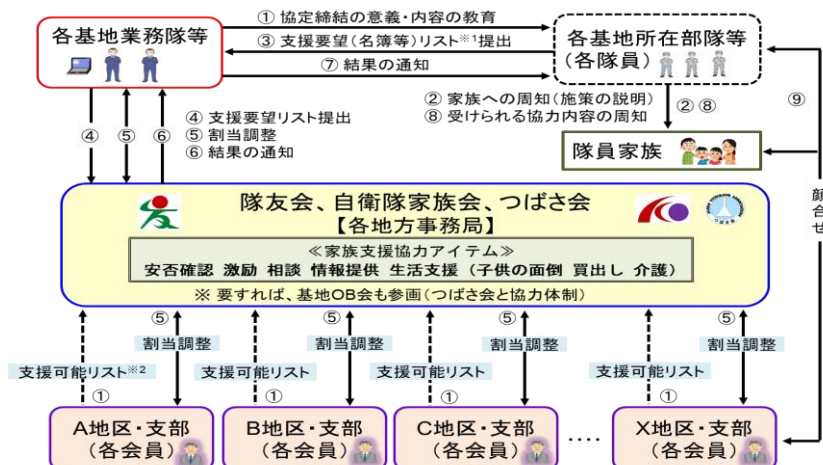 ① 協定締結の意義・内容の教育
③ 支援要望(名簿等)リスト※1提出
⑦ 結果の通知
各基地業務隊等
各基地所在部隊等
(各隊員)
④
⑤
⑥
④ 支援要望リスト提出
⑤ 割当調整
⑥ 結果の通知
② 家族への周知(施策の説明)
⑧ 受けられる協力内容の周知
② ⑧
⑨
隊員家族
顔合せ
隊友会、自衛隊家族会、つばさ会
【各地方事務局】
≪家族支援協力アイテム≫
安否確認 激励 相談 情報提供 生活支援 (子供の面倒 買出し 介護)
※ 要すれば、基地OB会も参画(つばさ会と協力体制)
⑤ ⑤ ⑤ ⑤
割当調整 割当調整 割当調整 割当調整
支援可能リスト※2 支援可能リスト 支援可能リスト 支援可能リスト
① ① ① ①
A地区・支部 B地区・支部 C地区・支部 ‥‥ X地区・支部
(各会員) (各会員) (各会員) (各会員)